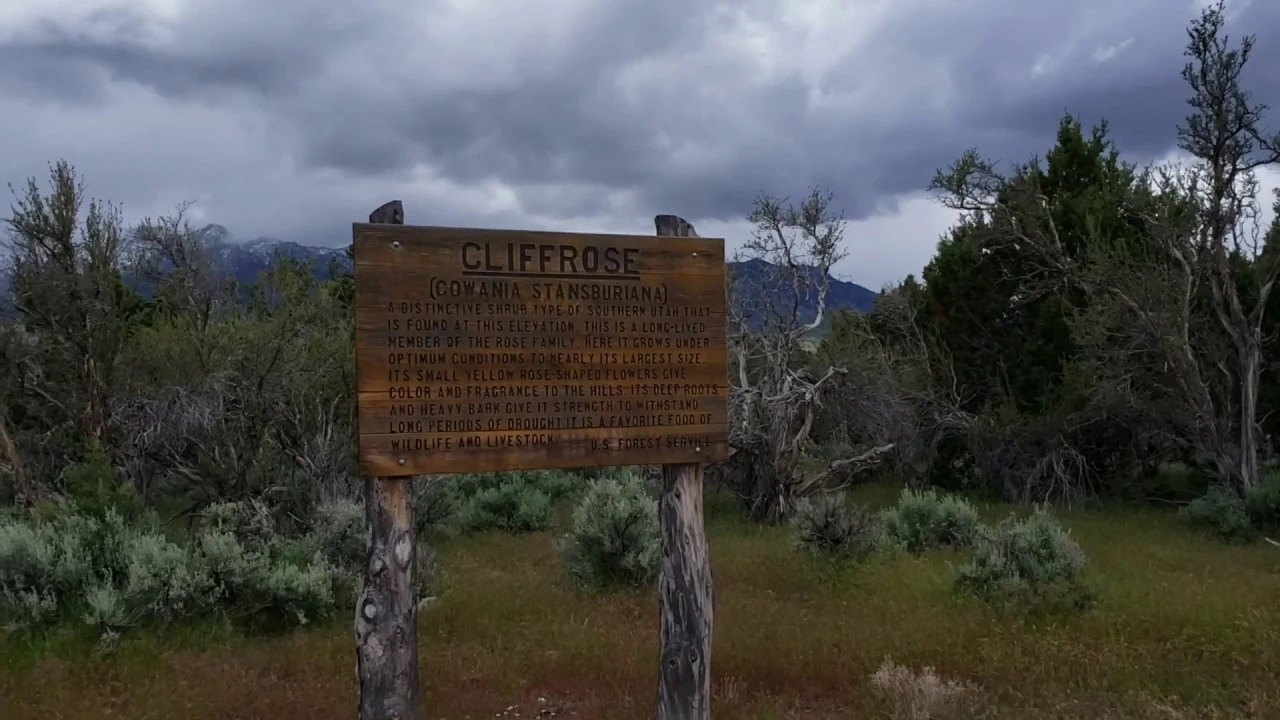 CLIFFROSE
(COWANIA STANSBURIANA)
A DISTINCTIVE SHRUB TYPE OF SOUTHERN UTAH THAT
IS FOUND AT THIS ELEVATION. THIS IS A LONG-LIVED
MEMBER OF THE ROSE FAMILY. HERE IT GROWS UNDER
OPTIMUM CONDITIONS TO NEARLY ITS LARGEST SIZE.
ITS SMALL YELLOW ROSE-SHAPED FLOWERS GIVE
COLOR AND FRAGRANCE TO THE HILLS. ITS DEEP ROOTS
AND HEAVY BARK GIVE IT STRENGTH TO WITHSTAND
LONG PERIODS OF DROUGHT. IT IS A FAVORITE FOOD OF
WILDLIFE AND LIVESTOCK U.S. FOREST SERVICE